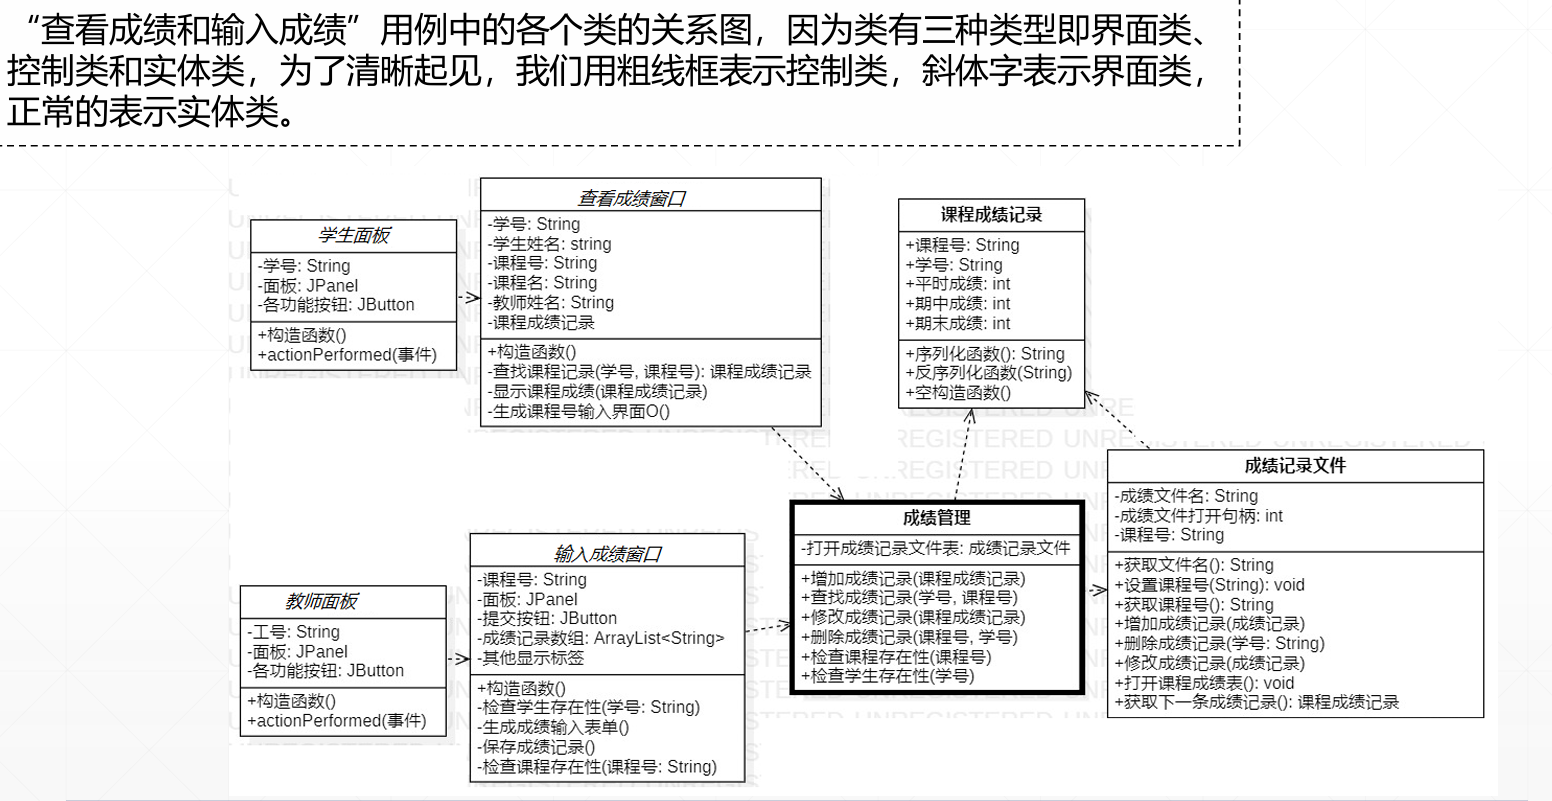 “查看成绩和输入成绩”用例中的各个类的关系图，因为类有三种类型即界面类、
控制类和实体类，为了清晰起见，我们用粗线框表示控制类，斜体字表示界面类，
正常的表示实体类。
学生面板
-学号: String
-面板: JPanel
-各功能按钮: JButton
+构造函数()
+actionPerformed(事件)
查看成绩窗口
-学号: String
-学生姓名: string
-课程号: String
-课程名: String
-教师姓名: String
-课程成绩记录
+构造函数()
-查找课程记录(学号, 课程号): 课程成绩记录
-显示课程成绩(课程成绩记录)
-生成课程号输入界面O()
课程成绩记录
+课程号: String
+学号: String
+平时成绩: int
+期中成绩: int
+期末成绩: int
+序列化函数(): String
+反序列化函数(String)
+空构造函数()
成绩记录文件
-成绩文件名: String
-成绩文件打开句柄: int
-课程号: String
+获取文件名(): String
+设置课程号(String): void
+获取课程号(): String
+增加成绩记录(成绩记录)
+删除成绩记录(学号: String)
+修改成绩记录(成绩记录)
+打开课程成绩表(): void
+获取下一条成绩记录(): 课程成绩记录
成绩管理
-打开成绩记录文件表: 成绩记录文件
+增加成绩记录(课程成绩记录)
+查找成绩记录(学号, 课程号)
+修改成绩记录(课程成绩记录)
+删除成绩记录(课程号, 学号)
+检查课程存在性(课程号)
+检查学生存在性(学号)
输入成绩窗口
-课程号: String
-面板: JPanel
-提交按钮: JButton
-成绩记录数组: ArrayList<String>
-其他显示标签
+构造函数()
-检查学生存在性(学号: String)
-生成成绩输入表单()
-保存成绩记录()
-检查课程存在性(课程号: String)
教师面板
-工号: String
-面板: JPanel
-各功能按钮: JButton
+构造函数()
+actionPerformed(事件)